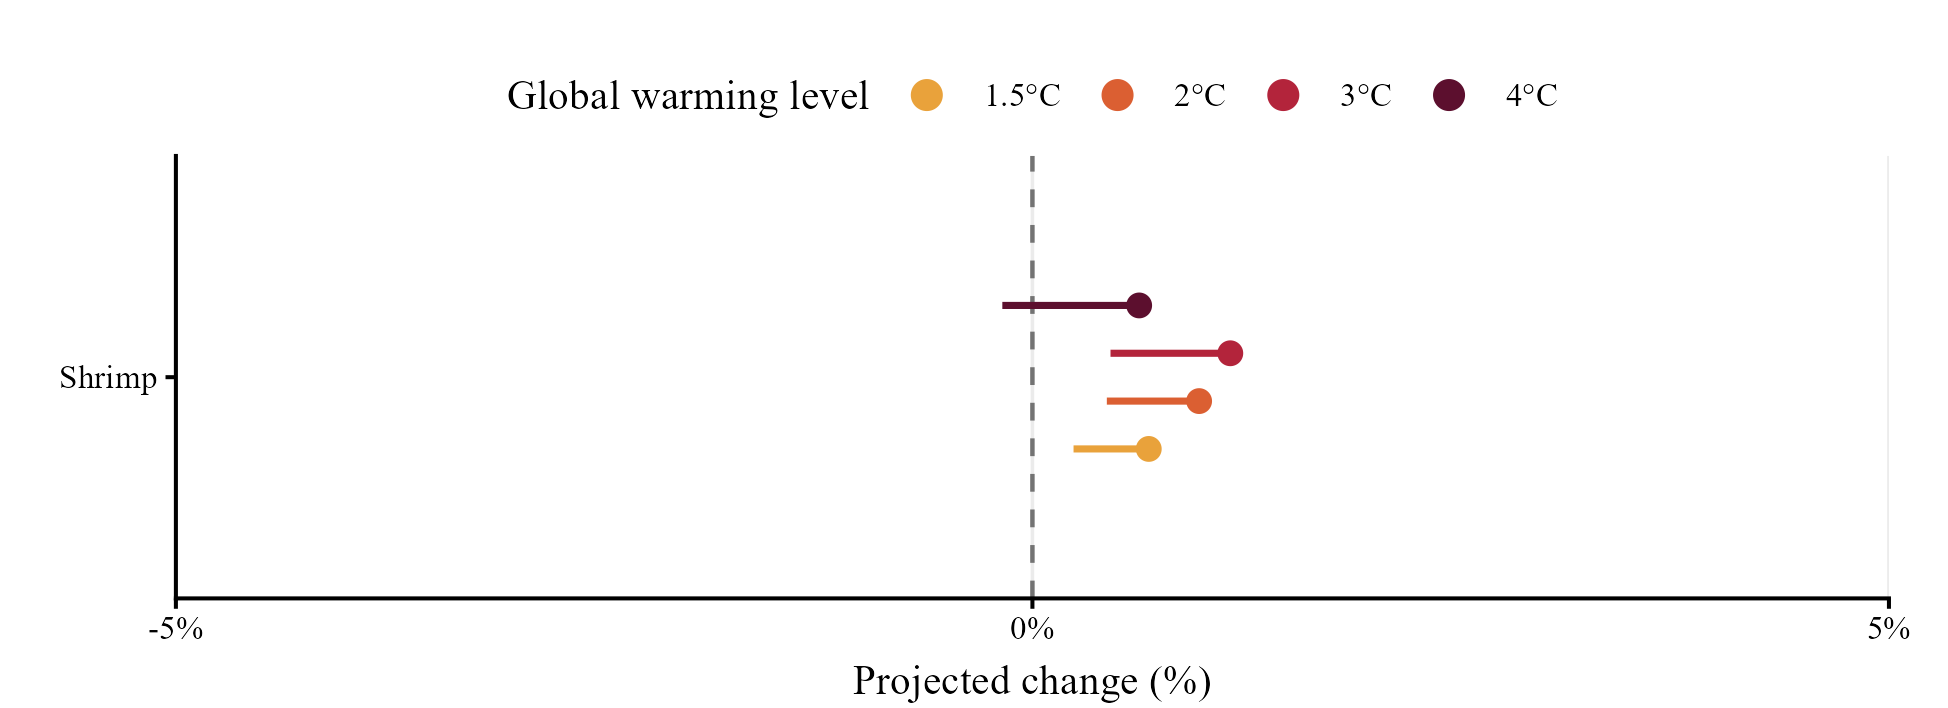 Global warming level 1.5°C 2°C 3°C 4°C
Shrimp
-5% 0% 5%
Projected change (%)